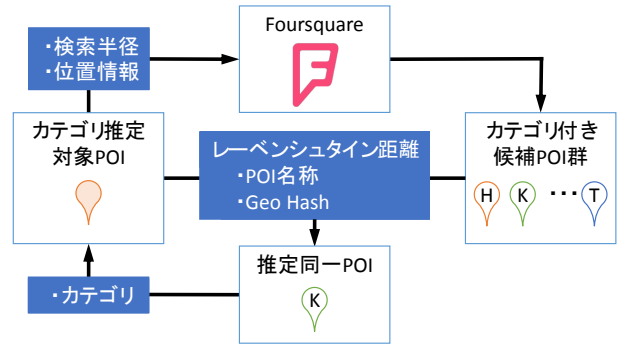 ・検索半径
・位置情報
Foursquare
カテゴリ推定
対象POI
レーベンシュタイン距離
・POI名称
・Geo Hash
カテゴリ付き
候補POI群
H K ･･･ T
・カテゴリ
推定同一POI
K